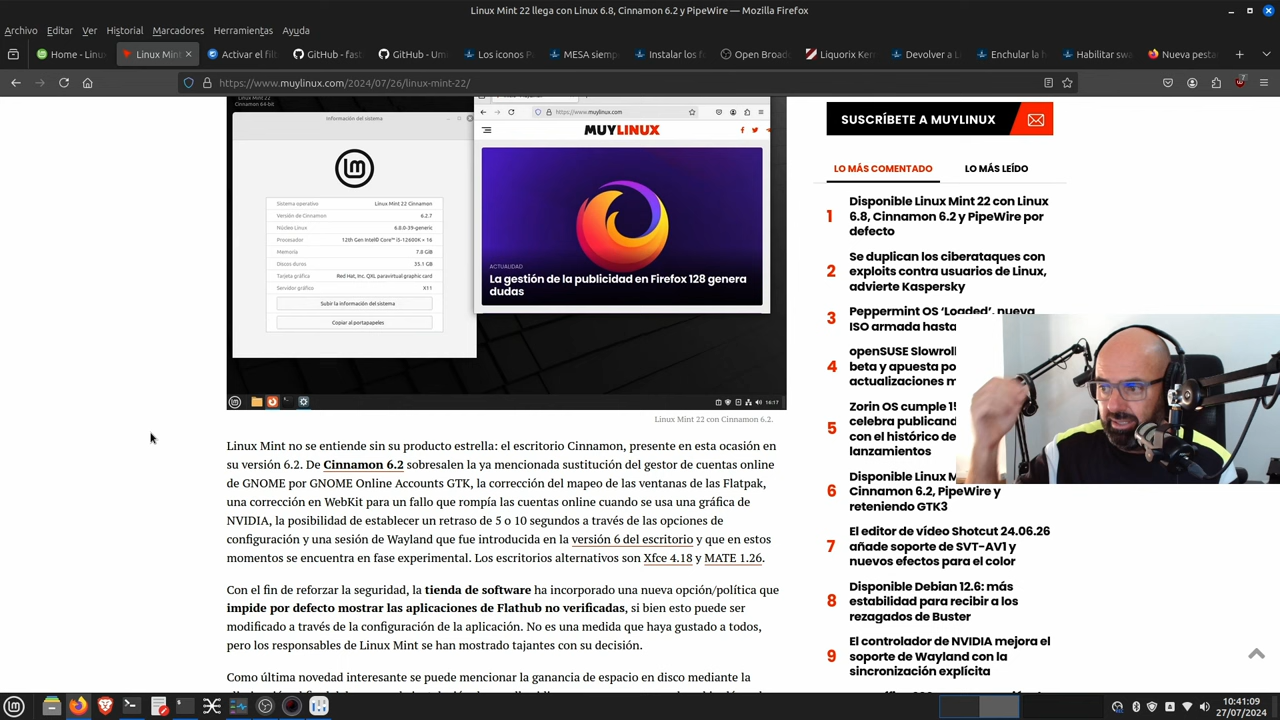 Linux Mint 22 llega con Linux 6.8, Cinnamon 6.2 y PipeWire — Mozilla Firefox
Archivo Editar Ver Historial Marcadores Herramientas Ayuda
Home - Linu
Linux Min
Activar el fil
GitHub - fast
GitHub - Um
Los iconos p
MESA siemp
Instalar los f
Open Broad
Liquorix Kern
Devolver a l
Enchular la t
Habilitar swa
Nueva pesta
https://www.muylinux.com/2024/07/26/linux-mint-22/
Linux Mint 22
Cinnamon 64-bit
Información del sistema
Sistema operativo Linux Mint 22 Cinnamon
Versión de Cinnamon 6.2.7
Núcleo Linux 6.8.0-39-generic
Procesador 12th Gen Intel© Core™ i5-12600K × 16
Memoria 7.8 GiB
Discos duros 35.1 GB
Tarjeta gráfica Red Hat, Inc. QXL paravirtual graphic card
Servidor gráfico X11
Subir la información del sistema
Copiar al portapapeles
https://www.muylinux.com
MUYLINUX
ACTUALIDAD
La gestión de la publicidad en Firefox 128 genera
dudas
16:17
Linux Mint 22 con Cinnamon 6.2.
Linux Mint no se entiende sin su producto estrella: el escritorio Cinnamon, presente en esta ocasión en
su versión 6.2. De Cinnamon 6.2 sobresalen la ya mencionada sustitución del gestor de cuentas online
de GNOME por GNOME Online Accounts GTK, la corrección del mapeo de las ventanas de las Flatpak,
una corrección en WebKit para un fallo que rompía las cuentas online cuando se usa una gráfica de
NVIDIA, la posibilidad de establecer un retraso de 5 o 10 segundos a través de las opciones de
configuración y una sesión de Wayland que fue introducida en la versión 6 del escritorio y que en estos
momentos se encuentra en fase experimental. Los escritorios alternativos son Xfce 4.18 y MATE 1.26.
Con el fin de reforzar la seguridad, la tienda de software ha incorporado una nueva opción/política que
impide por defecto mostrar las aplicaciones de Flathub no verificadas, si bien esto puede ser
modificado a través de la configuración de la aplicación. No es una medida que haya gustado a todos,
pero los responsables de Linux Mint se han mostrado tajantes con su decisión.
Como última novedad interesante se puede mencionar la ganancia de espacio en disco mediante la
SUSCRÍBETE A MUYLINUX
LO MÁS COMENTADO LO MÁS LEÍDO
1 Disponible Linux Mint 22 con Linux
6.8, Cinnamon 6.2 y PipeWire por
defecto
2 Se duplican los ciberataques con
exploits contra usuarios de Linux,
advierte Kaspersky
3 Peppermint OS 'Loaded', nueva
ISO armada hasta
4 openSUSE Slowroll
beta y apuesta po
actualizaciones m
5 Zorin OS cumple 15
celebra publicand
con el histórico de
lanzamientos
6 Disponible Linux M
Cinnamon 6.2, PipeWire y
reteniendo GTK3
7 El editor de vídeo Shotcut 24.06.26
añade soporte de SVT-AV1 y
nuevos efectos para el color
8 Disponible Debian 12.6: más
estabilidad para recibir a los
rezagados de Buster
9 El controlador de NVIDIA mejora el
soporte de Wayland con la
sincronización explícita
10:41:09
27/07/2024